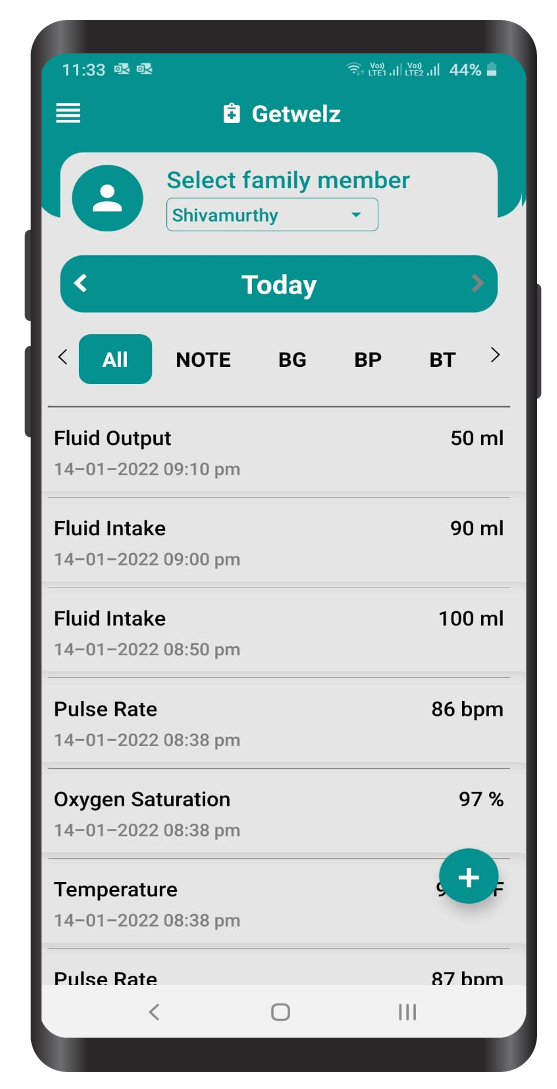 11:33 Vo)) LTE1 Vo)) LTE2 44%
Getwelz
Select family member
Shivamurthy
Today
All NOTE BG BP BT
Fluid Output 50 ml
14-01-2022 09:10 pm
Fluid Intake 90 ml
14-01-2022 09:00 pm
Fluid Intake 100 ml
14-01-2022 08:50 pm
Pulse Rate 86 bpm
14-01-2022 08:38 pm
Oxygen Saturation 97 %
14-01-2022 08:38 pm
Temperature
14-01-2022 08:38 pm
Pulse Rate 87 bpm